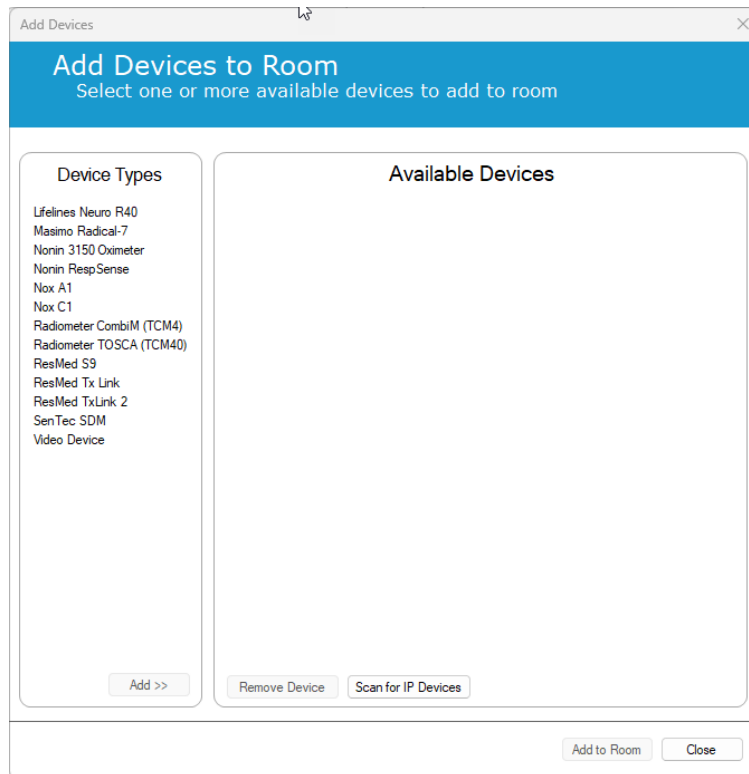 Add Devices
Add Devices to Room
Select one or more available devices to add to room
Device Types
Lifelines Neuro R40
Masimo Radical-7
Nonin 3150 Oximeter
Nonin RespSense
Nox A1
Nox C1
Radiometer CombiM (TCM4)
Radiometer TOSCA (TCM40)
ResMed S9
ResMed Tx Link
ResMed TxLink 2
SenTec SDM
Video Device
Add >>
Available Devices
Remove Device
Scan for IP Devices
Add to Room
Close